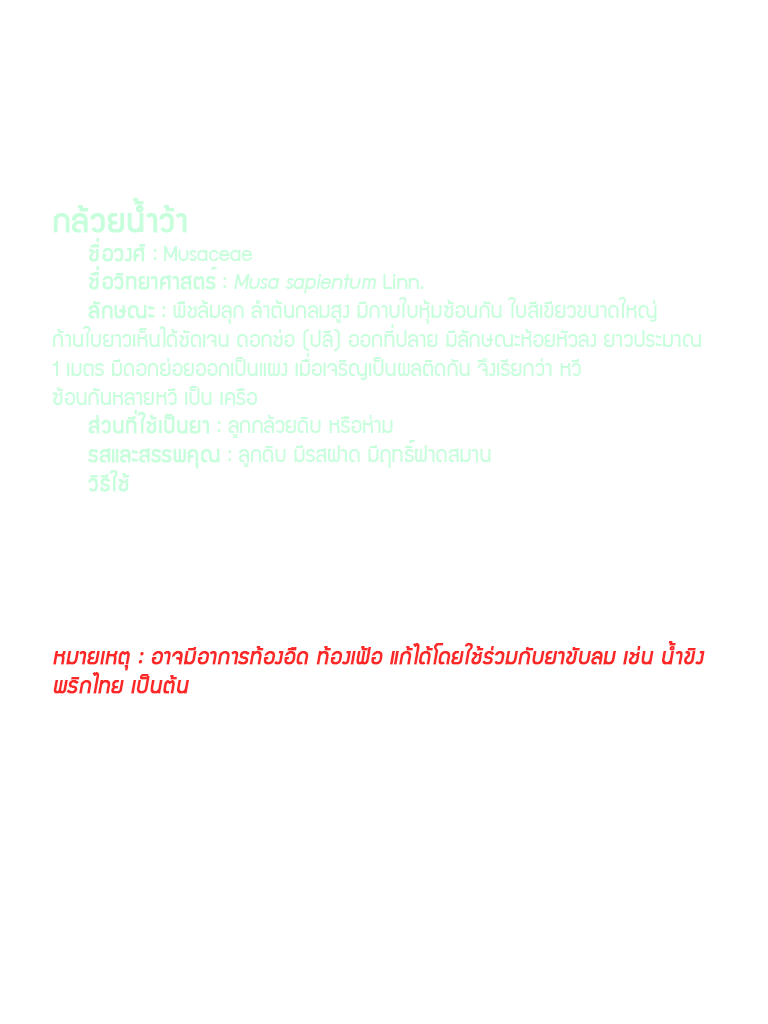 กล้วยน้ำว้า
ชื่อวงศ์ : Musaceae
ชื่อวิทยาศาสตร์ : Musa sapientum Linn.
ลักษณะ : พืชล้มลุก ลำต้นกลมสูง มีกาบใบหุ้มซ้อนกัน ใบสีเขียวขนาดใหญ่
ก้านใบยาวเห็นได้ชัดเจน ดอกช่อ (ปลี) ออกที่ปลาย มีลักษณะห้อยหัวลง ยาวประมาณ
1 เมตร มีดอกย่อยออกเป็นแผง เมื่อเจริญเป็นผลติดกัน จึงเรียกว่า หวี
ซ้อนกันหลายหวี เป็น เครือ
ส่วนที่ใช้เป็นยา : ลูกกล้วยดิบ หรือห่าม
รสและสรรพคุณ : ลูกดิบ มีรสฝาด มีฤทธิ์ฝาดสมาน
วิธีใช้
หมายเหตุ : อาจมีอาการท้องอืด ท้องเฟ้อ แก้ได้โดยใช้ร่วมกับยาขับลม เช่น น้ำขิง
พริกไทย เป็นต้น